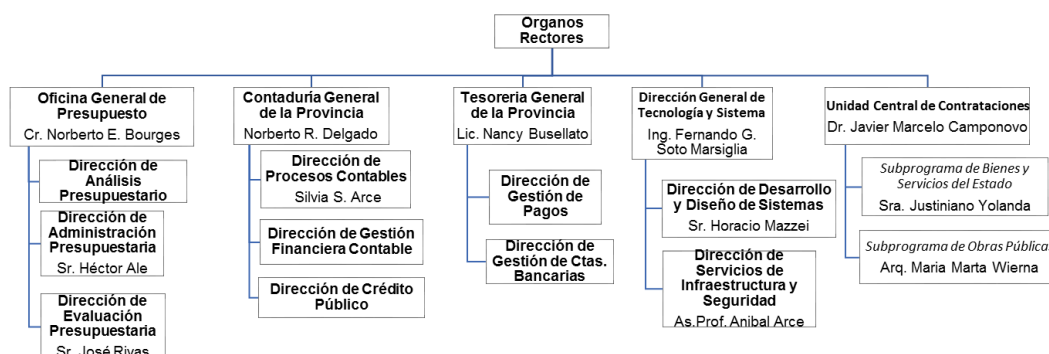 Organos
Rectores
Oficina General de
Presupuesto
Cr. Norberto E. Bourges
Dirección de
Análisis
Presupuestario
Dirección de
Administración
Presupuestaria
Sr. Héctor Ale
Dirección de
Evaluación
Presupuestaria
Sr. José Rivas
Contaduría General
de la Provincia
Norberto R. Delgado
Dirección de
Procesos Contables
Silvia S. Arce
Dirección de Gestión
Financiera Contable
Dirección de Crédito
Público
Tesoreria General
de la Provincia
Lic. Nancy Busellato
Dirección de
Gestión de
Pagos
Dirección de
Gestión de Ctas.
Bancarias
Dirección General de
Tecnología y Sistema
Ing. Fernando G.
Soto Marsiglia
Dirección de Desarrollo
y Diseño de Sistemas
Sr. Horacio Mazzei
Dirección de
Servicios de
Infraestructura y
Seguridad
As.Prof. Anibal Arce
Unidad Central de Contrataciones
Dr. Javier Marcelo Camponovo
Subprograma de Bienes y
Servicios del Estado
Sra. Justiniano Yolanda
Subprograma de Obras Públicas
Arq. Maria Marta Wierna